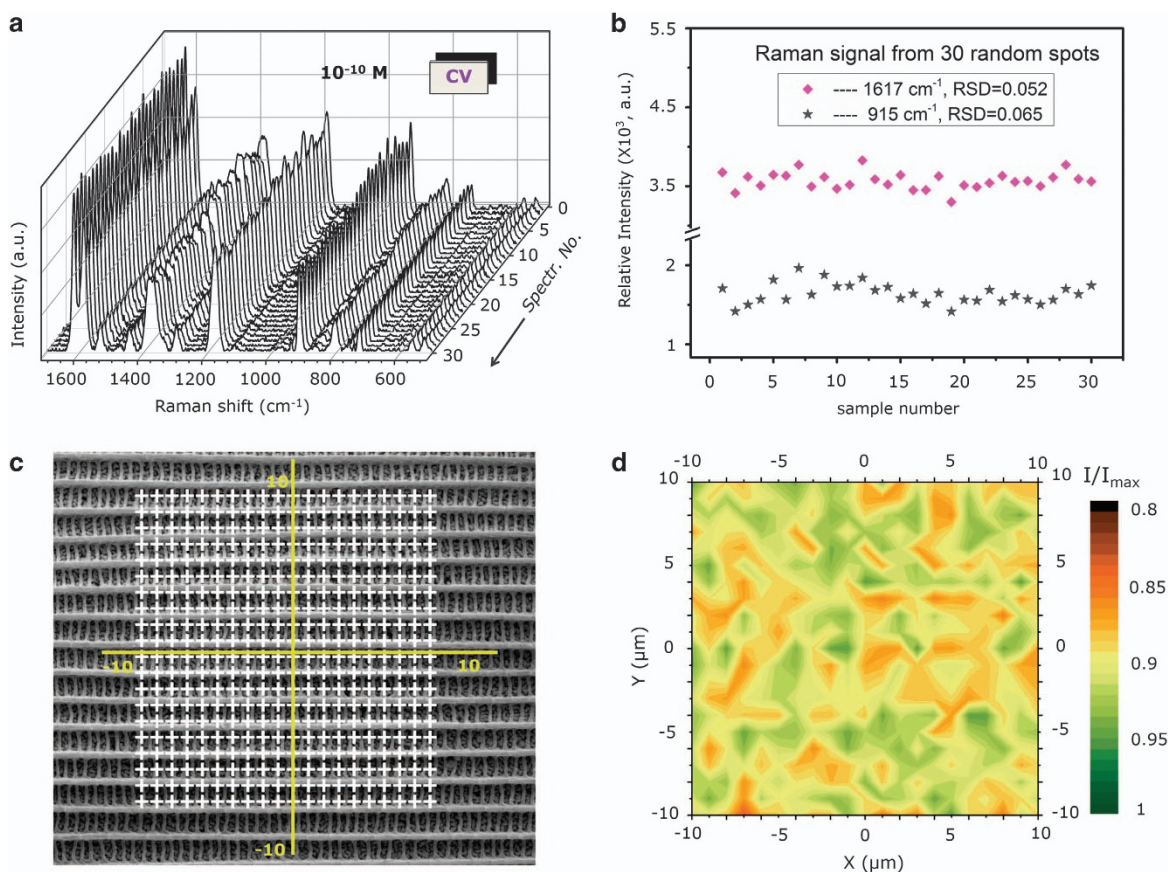 a
10⁻¹⁰ M
CV
Intensity (a.u.)
0
5
10
15
20
25
30
Spectr. No.
1600 1400 1200 1000 800 600
Raman shift (cm⁻¹)
b
5.5
4.5
3.5
2
1
Relative Intensity (X10³, a.u.)
Raman signal from 30 random spots
---- 1617 cm⁻¹, RSD=0.052
---- 915 cm⁻¹, RSD=0.065
0 5 10 15 20 25 30
sample number
c
10
-10 10
-10
d
-10 -5 0 5 10
10
5
0
-5
-10
Y (µm)
10
5
0
-5
-10
-10 -5 0 5 10
X (µm)
I/Imax
0.8
0.85
0.9
0.95
1